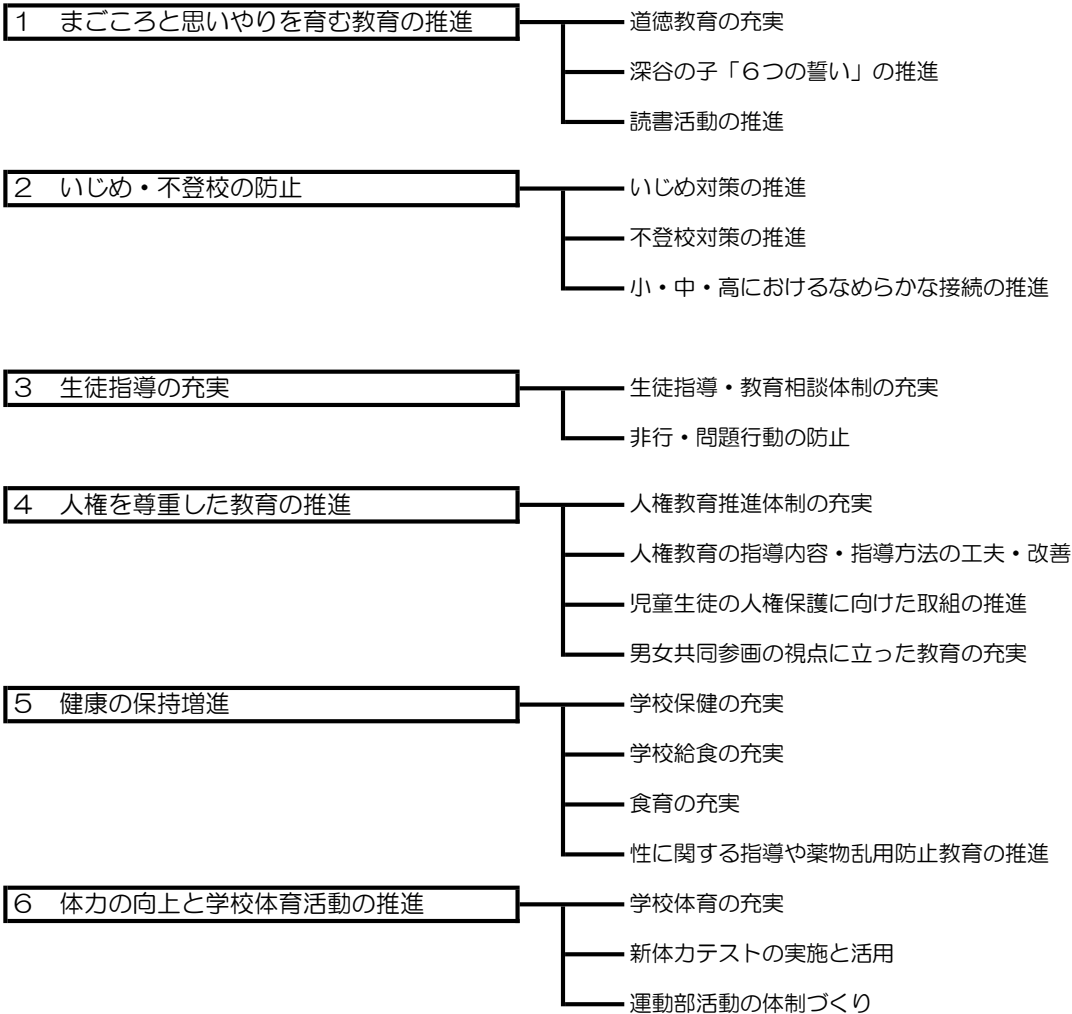 １　まごころと思いやりを育む教育の推進
道徳教育の充実
深谷の子「６つの誓い」の推進
読書活動の推進
２　いじめ・不登校の防止
いじめ対策の推進
不登校対策の推進
小・中・高におけるなめらかな接続の推進
３　生徒指導の充実
生徒指導・教育相談体制の充実
非行・問題行動の防止
４　人権を尊重した教育の推進
人権教育推進体制の充実
人権教育の指導内容・指導方法の工夫・改善
児童生徒の人権保護に向けた取組の推進
男女共同参画の視点に立った教育の充実
５　健康の保持増進
学校保健の充実
学校給食の充実
食育の充実
性に関する指導や薬物乱用防止教育の推進
６　体力の向上と学校体育活動の推進
学校体育の充実
新体力テストの実施と活用
運動部活動の体制づくり